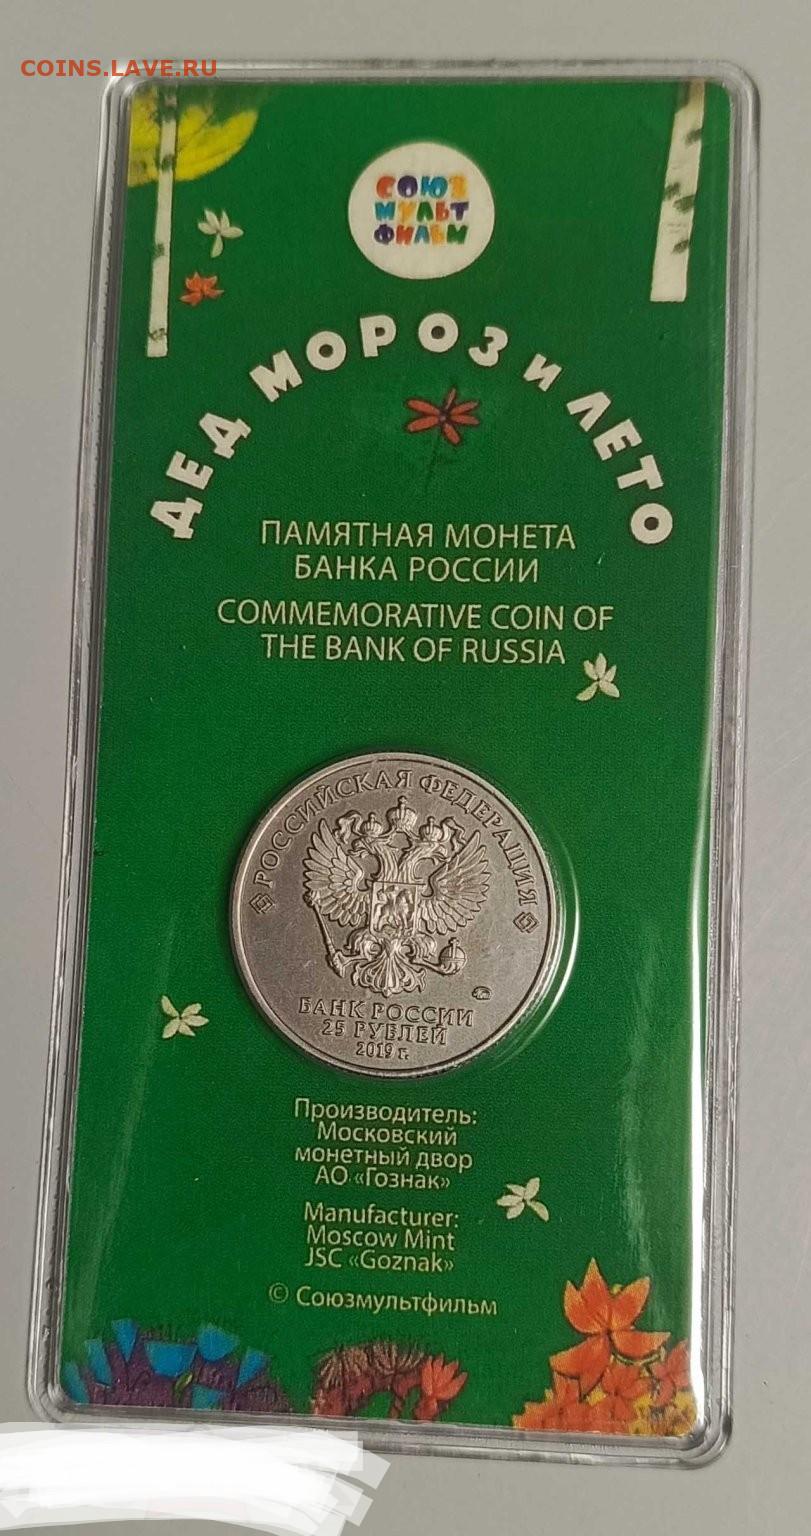 COINS.LAVE.RU
СОЮЗ
МУЛЬТ
ФИЛЬМ
ДЕД МОРОЗ и ЛЕТО
ПАМЯТНАЯ МОНЕТА
БАНКА РОССИИ
COMMEMORATIVE COIN OF
THE BANK OF RUSSIA
РОССИЙСКАЯ ФЕДЕРАЦИЯ
БАНК РОССИИ
25 РУБЛЕЙ
2019 г.
Производитель:
Московский
монетный двор
АО «Гознак»
Manufacturer:
Moscow Mint
JSC «Goznak»
© Союзмультфильм